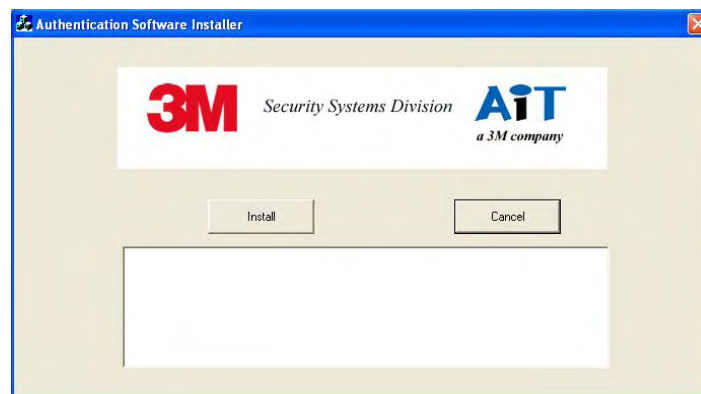 Authentication Software Installer
3M Security Systems Division AiT
a 3M company
Install Cancel